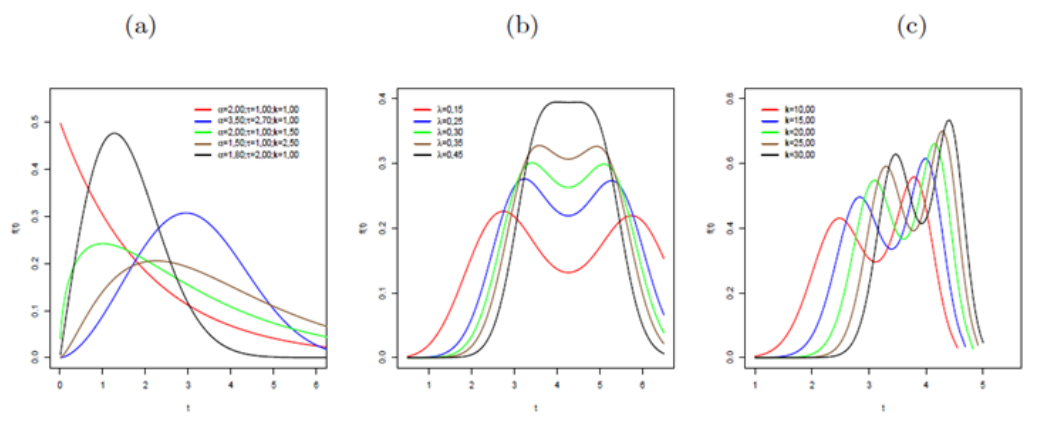 (a)
(b)
(c)
α=2,00;τ=1,00;k=1,00
α=3,50;τ=2,70;k=1,00
α=2,00;τ=1,00;k=1,50
α=1,50;τ=1,00;k=2,50
α=1,80;τ=2,00;k=1,00
f(t)
0.0
0.1
0.2
0.3
0.4
0.5
0 1 2 3 4 5 6
t
λ=0,15
λ=0,25
λ=0,30
λ=0,35
λ=0,45
f(t)
0.0
0.1
0.2
0.3
0.4
1 2 3 4 5 6
t
k=10,00
k=15,00
k=20,00
k=25,00
k=30,00
f(t)
0.0
0.2
0.4
0.6
0.8
1 2 3 4 5
t